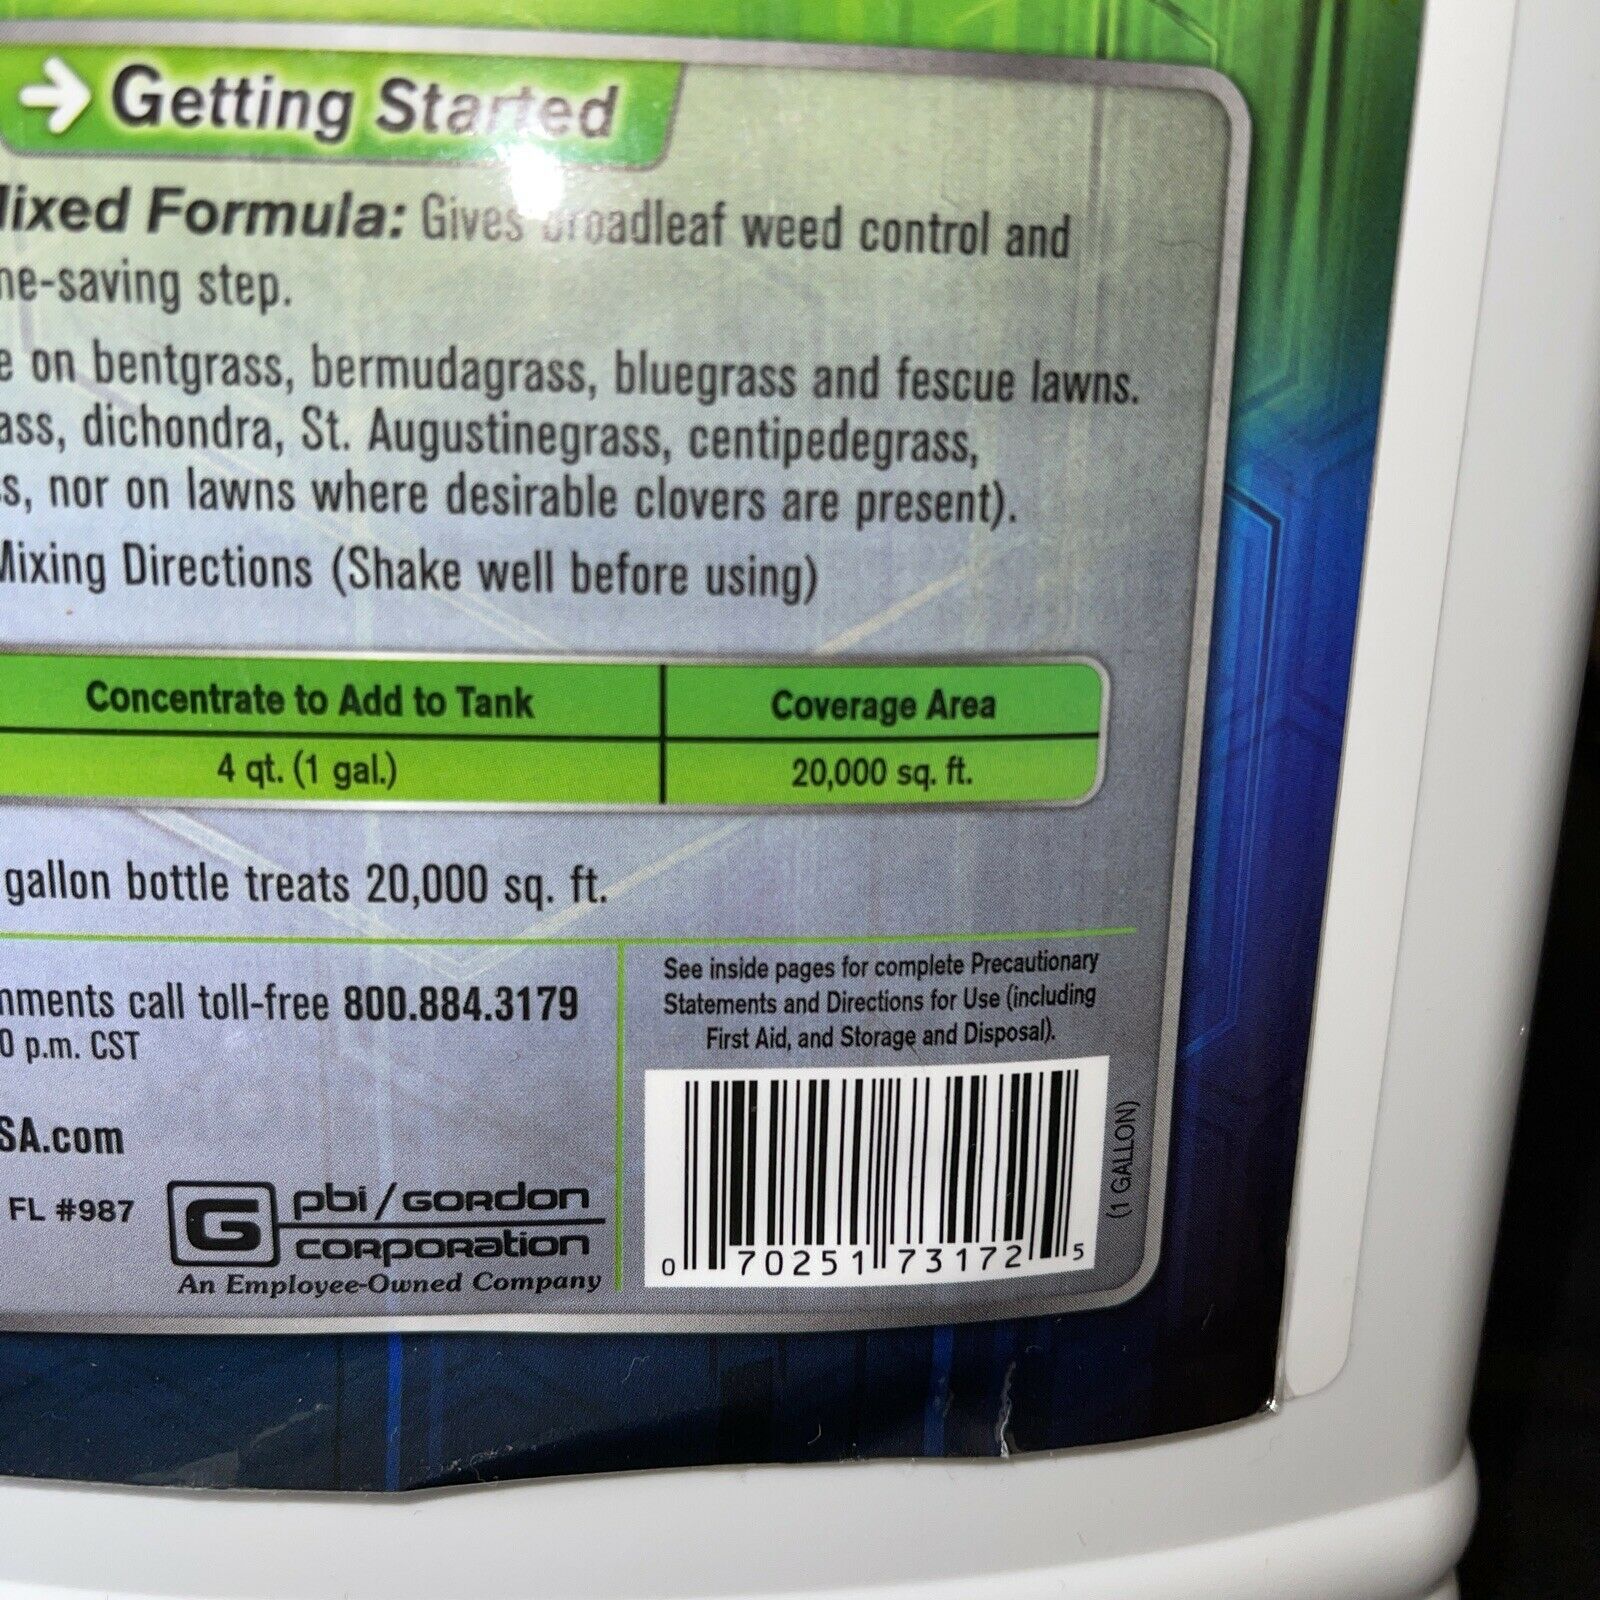 Getting Started
Mixed Formula: Gives broadleaf weed control and
me-saving step.
e on bentgrass, bermudagrass, bluegrass and fescue lawns.
ass, dichondra, St. Augustinegrass, centipedegrass,
s, nor on lawns where desirable clovers are present).
Mixing Directions (Shake well before using)
Concentrate to Add to Tank Coverage Area
4 qt. (1 gal.) 20,000 sq. ft.
gallon bottle treats 20,000 sq. ft.
mments call toll-free 800.884.3179
0 p.m. CST
SA.com
FL #987
G
pbi/GORDON
CORPORATION
An Employee-Owned Company
See inside pages for complete Precautionary
Statements and Directions for Use (including
First Aid, and Storage and Disposal).
0 70251 73172 5
(1 GALLON)